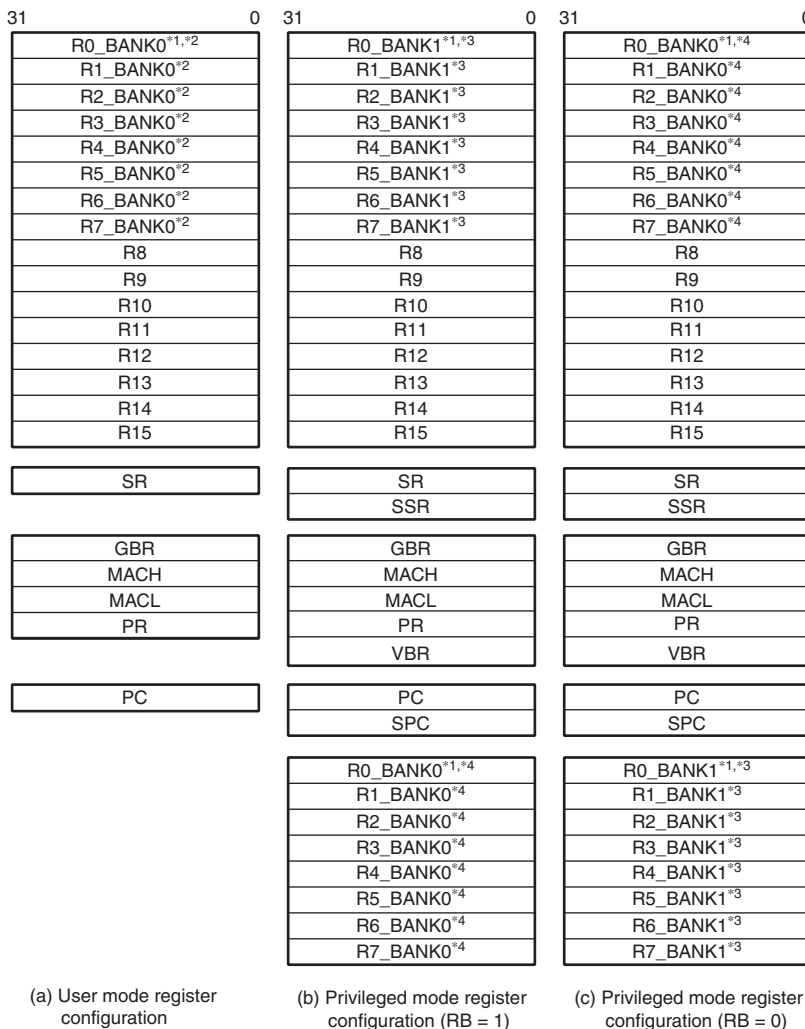 31 0
R0_BANK0*1,*2
R1_BANK0*2
R2_BANK0*2
R3_BANK0*2
R4_BANK0*2
R5_BANK0*2
R6_BANK0*2
R7_BANK0*2
R8
R9
R10
R11
R12
R13
R14
R15
SR
GBR
MACH
MACL
PR
PC
(a) User mode register
configuration
31 0
R0_BANK1*1,*3
R1_BANK1*3
R2_BANK1*3
R3_BANK1*3
R4_BANK1*3
R5_BANK1*3
R6_BANK1*3
R7_BANK1*3
R8
R9
R10
R11
R12
R13
R14
R15
SR
SSR
GBR
MACH
MACL
PR
VBR
PC
SPC
R0_BANK0*1,*4
R1_BANK0*4
R2_BANK0*4
R3_BANK0*4
R4_BANK0*4
R5_BANK0*4
R6_BANK0*4
R7_BANK0*4
(b) Privileged mode register
configuration (RB = 1)
31 0
R0_BANK0*1,*4
R1_BANK0*4
R2_BANK0*4
R3_BANK0*4
R4_BANK0*4
R5_BANK0*4
R6_BANK0*4
R7_BANK0*4
R8
R9
R10
R11
R12
R13
R14
R15
SR
SSR
GBR
MACH
MACL
PR
VBR
PC
SPC
R0_BANK1*1,*3
R1_BANK1*3
R2_BANK1*3
R3_BANK1*3
R4_BANK1*3
R5_BANK1*3
R6_BANK1*3
R7_BANK1*3
(c) Privileged mode register
configuration (RB = 0)